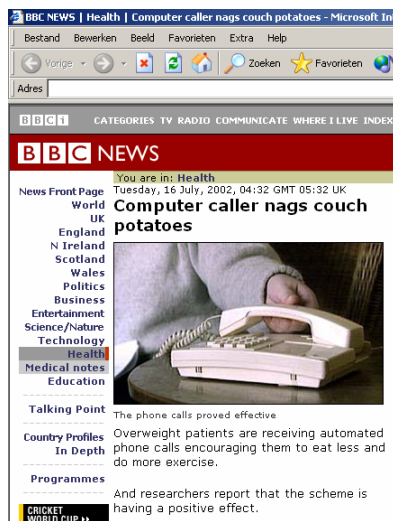 BBC NEWS | Health | Computer caller nags couch potatoes - Microsoft In
Bestand Bewerken Beeld Favorieten Extra Help
Vorige Zoeken Favorieten
Adres
BBCi CATEGORIES TV RADIO COMMUNICATE WHERE I LIVE INDEX
BBC NEWS
You are in: Health
News Front Page
World
UK
England
N Ireland
Scotland
Wales
Politics
Business
Entertainment
Science/Nature
Technology
Health
Medical notes
Education
Talking Point
Country Profiles
In Depth
Programmes
CRICKET
WORLD CUP
Tuesday, 16 July, 2002, 04:32 GMT 05:32 UK
Computer caller nags couch
potatoes
The phone calls proved effective
Overweight patients are receiving automated
phone calls encouraging them to eat less and
do more exercise.
And researchers report that the scheme is
having a positive effect.